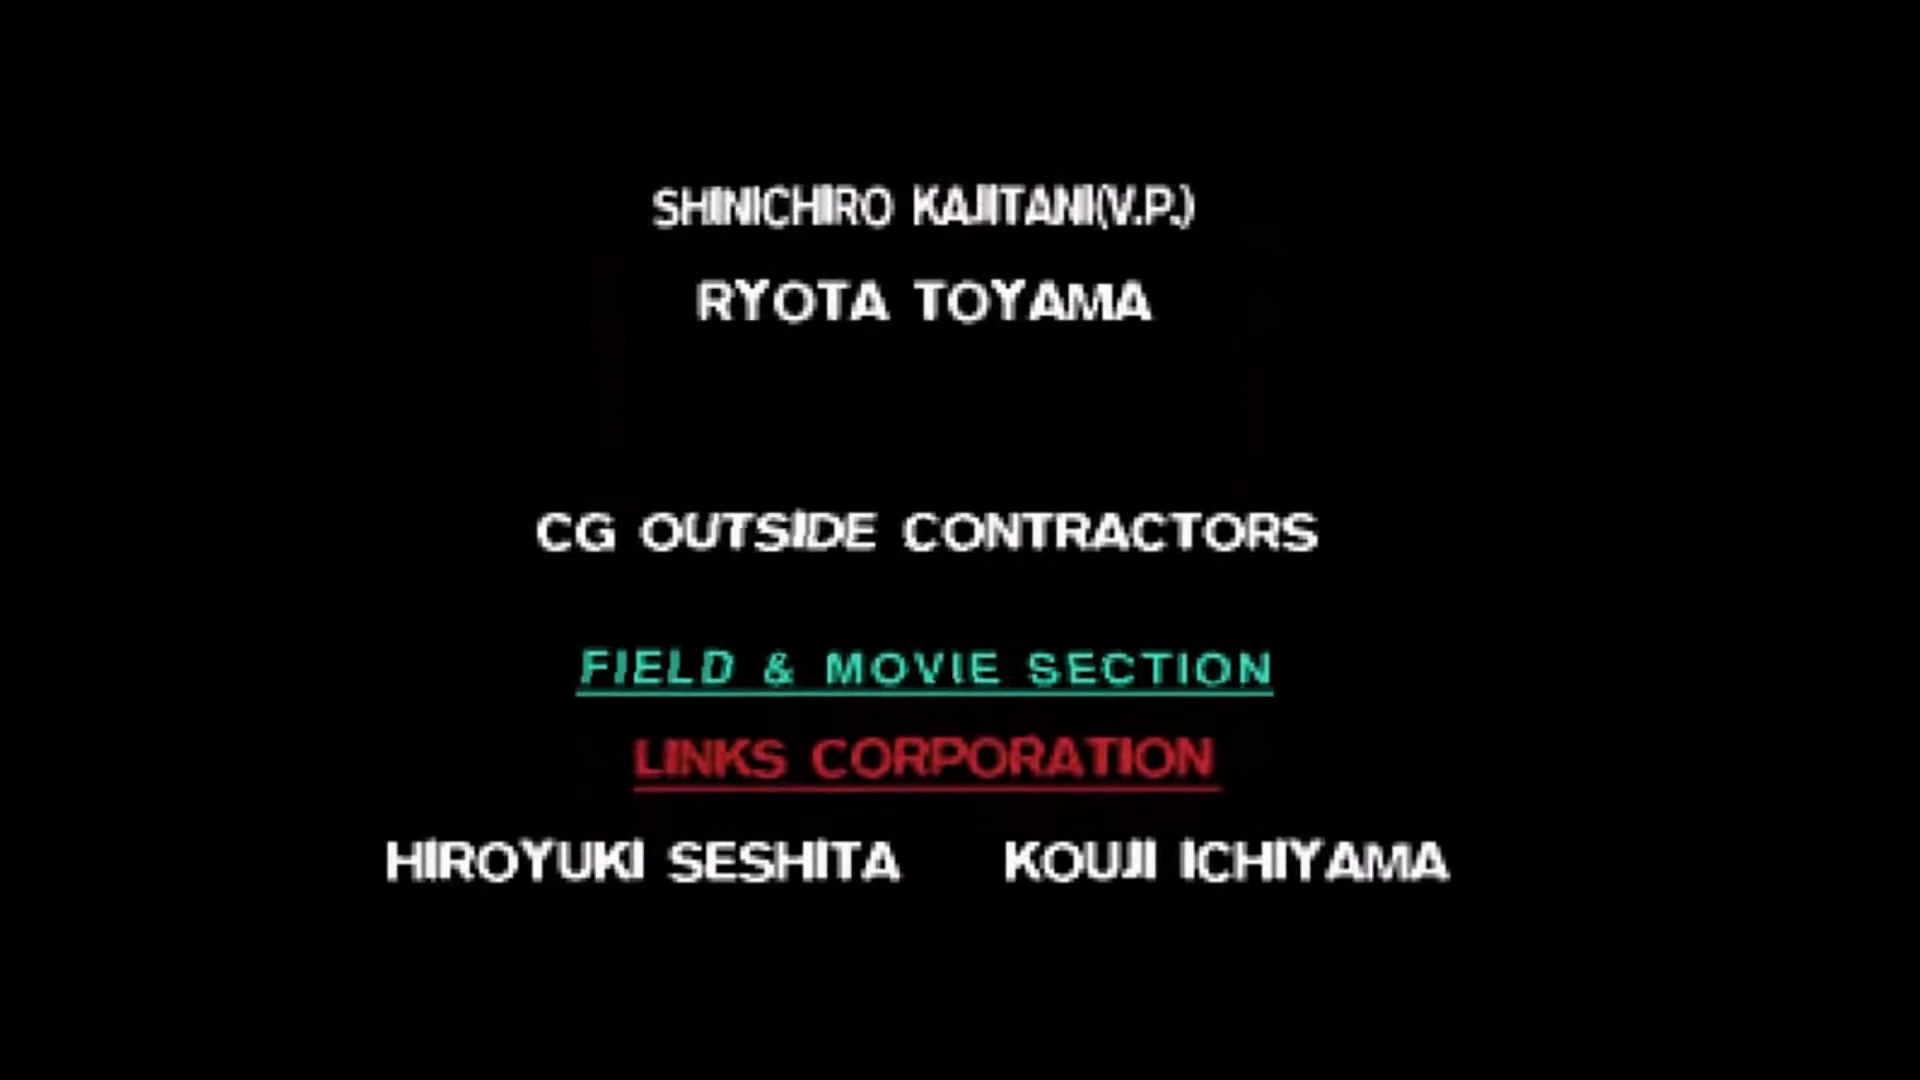 SHINICHIRO KAJITANI(V.P.)
RYOTA TOYAMA
CG OUTSIDE CONTRACTORS
FIELD & MOVIE SECTION
LINKS CORPORATION
HIROYUKI SESHITA KOUJI ICHIYAMA